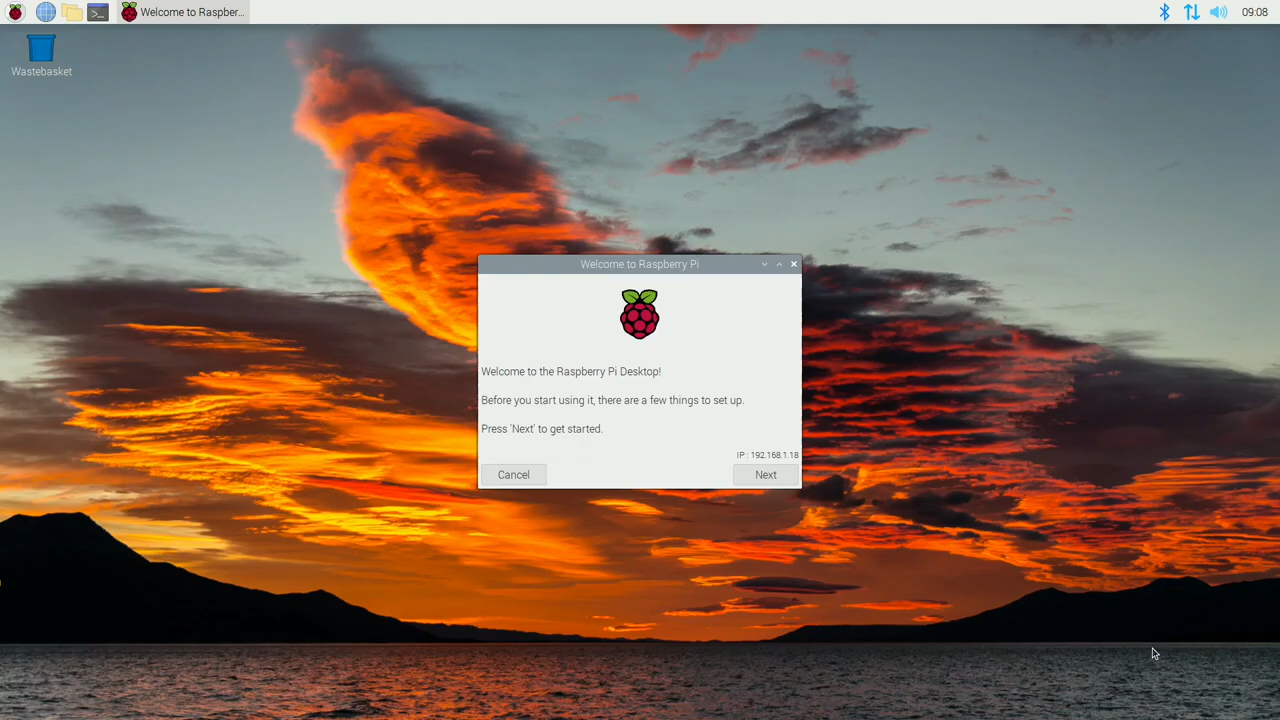 Welcome to Raspber...
09:08
Wastebasket
Welcome to Raspberry Pi
Welcome to the Raspberry Pi Desktop!
Before you start using it, there are a few things to set up.
Press 'Next' to get started.
IP : 192.168.1.18
Cancel
Next